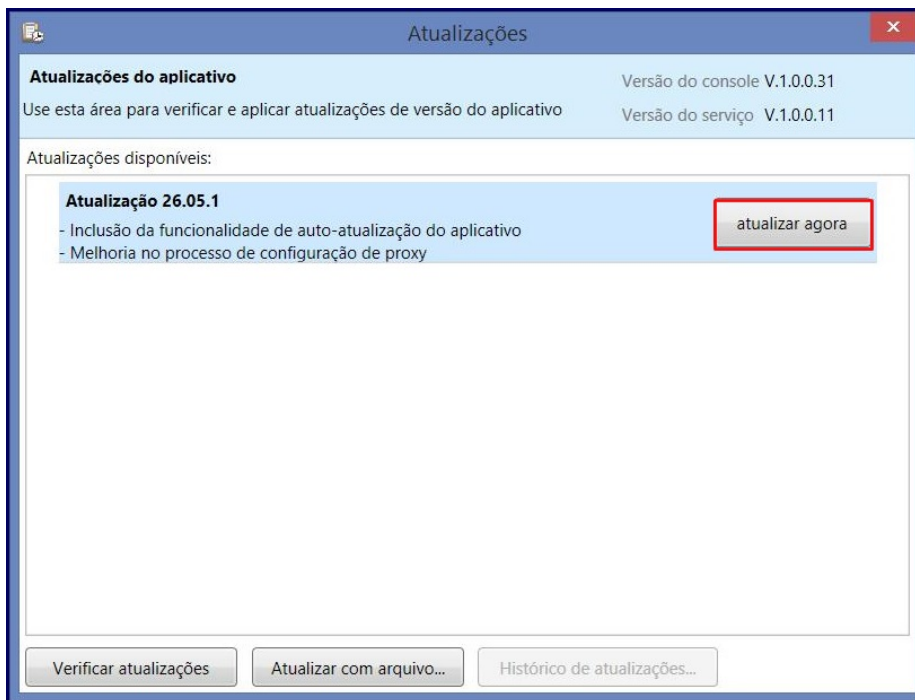 Atualizações
Atualizações do aplicativo
Versão do console V.1.0.0.31
Use esta área para verificar e aplicar atualizações de versão do aplicativo
Versão do serviço V.1.0.0.11
Atualizações disponíveis:
Atualização 26.05.1
- Inclusão da funcionalidade de auto-atualização do aplicativo
- Melhoria no processo de configuração de proxy
atualizar agora
Verificar atualizações
Atualizar com arquivo...
Histórico de atualizações...